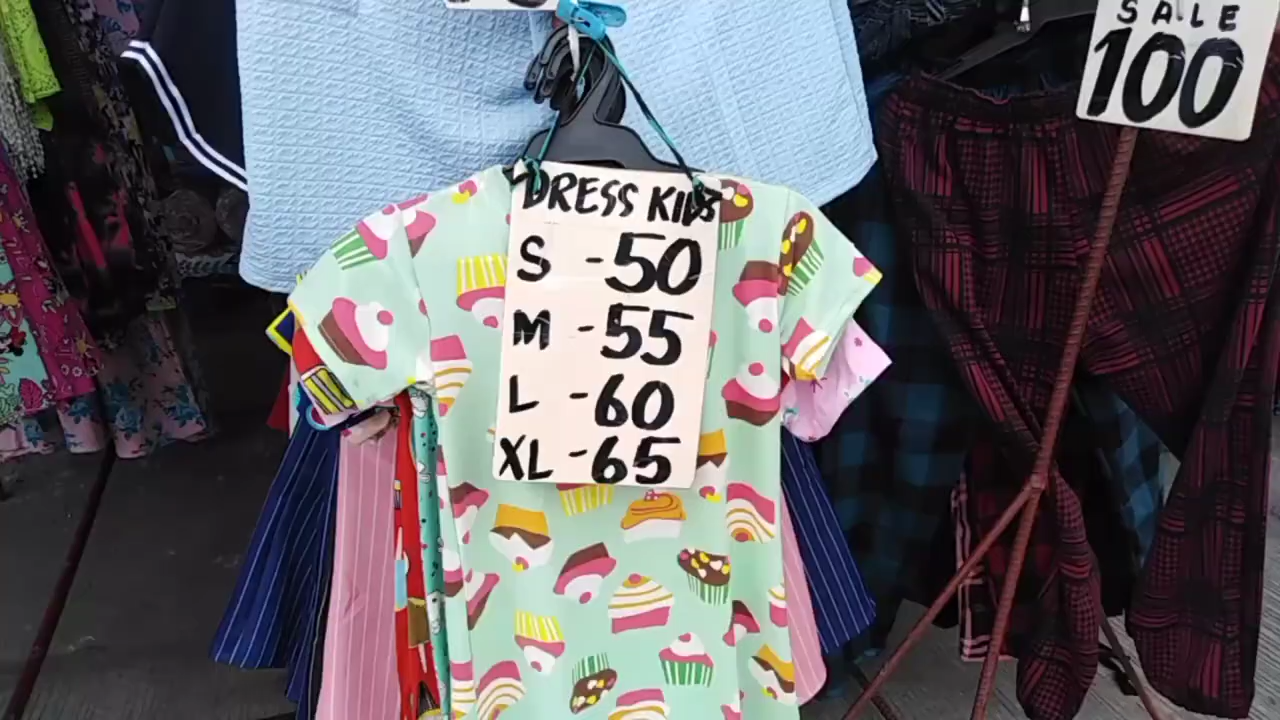 SALE
100
DRESS KIDS
S - 50
M - 55
L - 60
XL - 65